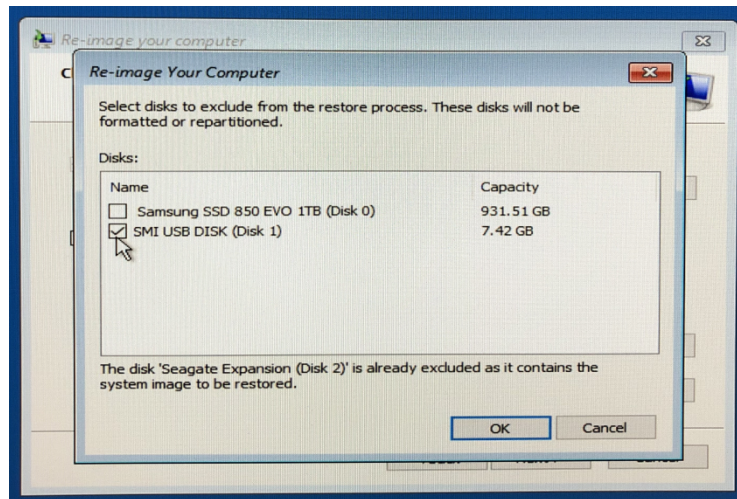 Re-image your computer
Re-image Your Computer
Select disks to exclude from the restore process. These disks will not be
formatted or repartitioned.
Disks:
Name Capacity
Samsung SSD 850 EVO 1TB (Disk 0) 931.51 GB
SMI USB DISK (Disk 1) 7.42 GB
The disk 'Seagate Expansion (Disk 2)' is already excluded as it contains the
system image to be restored.
OK Cancel